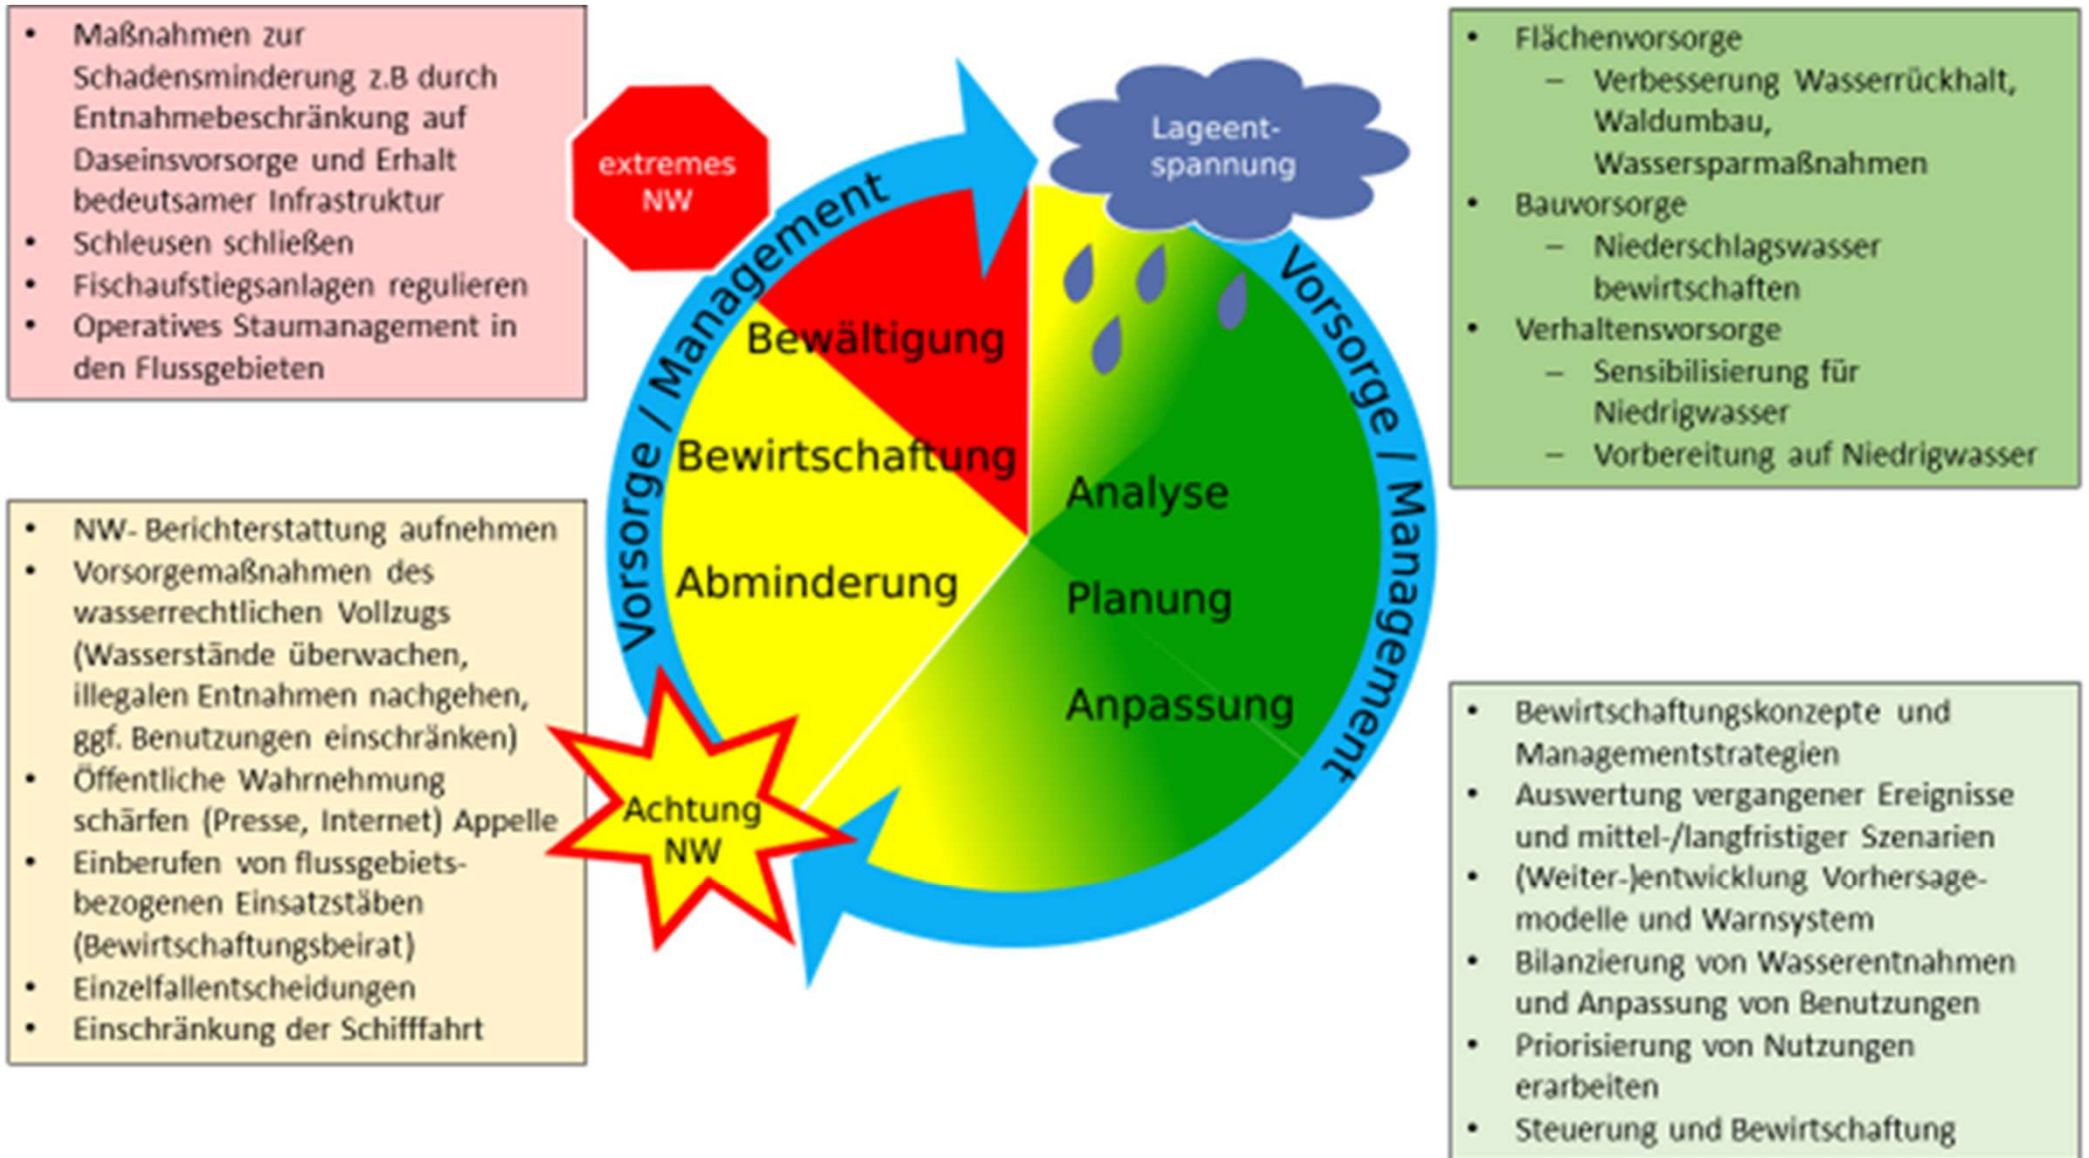 • Maßnahmen zur
Schadensminderung z.B durch
Entnahmebeschränkung auf
Daseinsvorsorge und Erhalt
bedeutsamer Infrastruktur
• Schleusen schließen
• Fischaufstiegsanlagen regulieren
• Operatives Staumanagement in
den Flussgebieten
• NW- Berichterstattung aufnehmen
• Vorsorgemaßnahmen des
wasserrechtlichen Vollzugs
(Wasserstände überwachen,
illegalen Entnahmen nachgehen,
ggf. Benutzungen einschränken)
• Öffentliche Wahrnehmung
schärfen (Presse, Internet) Appelle
• Einberufen von flussgebiets-
bezogenen Einsatzstäben
(Bewirtschaftungsbeirat)
• Einzelfallentscheidungen
• Einschränkung der Schifffahrt
extremes
NW
Vorsorge / Management
Bewältigung
Bewirtschaftung
Abminderung
Achtung
NW
Lageent-
spannung
Vorsorge / Management
Analyse
Planung
Anpassung
• Flächenvorsorge
– Verbesserung Wasserrückhalt,
Waldumbau,
Wassersparmaßnahmen
• Bauvorsorge
– Niederschlagswasser
bewirtschaften
• Verhaltensvorsorge
– Sensibilisierung für
Niedrigwasser
– Vorbereitung auf Niedrigwasser
• Bewirtschaftungskonzepte und
Managementstrategien
• Auswertung vergangener Ereignisse
und mittel-/langfristiger Szenarien
• (Weiter-)entwicklung Vorhersage-
modelle und Warnsystem
• Bilanzierung von Wasserentnahmen
und Anpassung von Benutzungen
• Priorisierung von Nutzungen
erarbeiten
• Steuerung und Bewirtschaftung